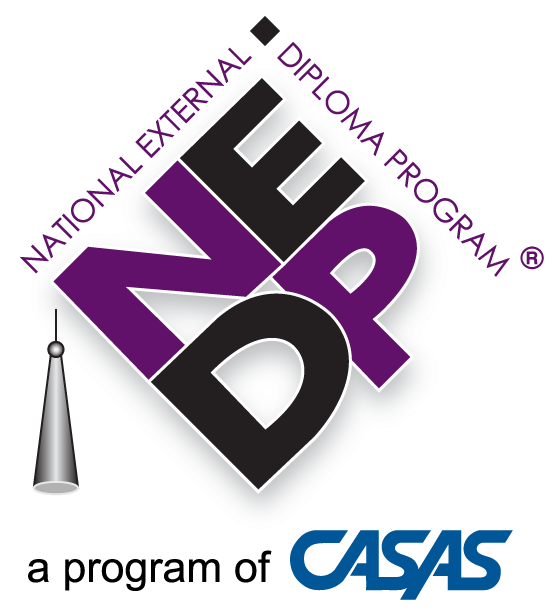 NATIONAL EXTERNAL
DIPLOMA PROGRAM ®
NE
DP
a program of CASAS